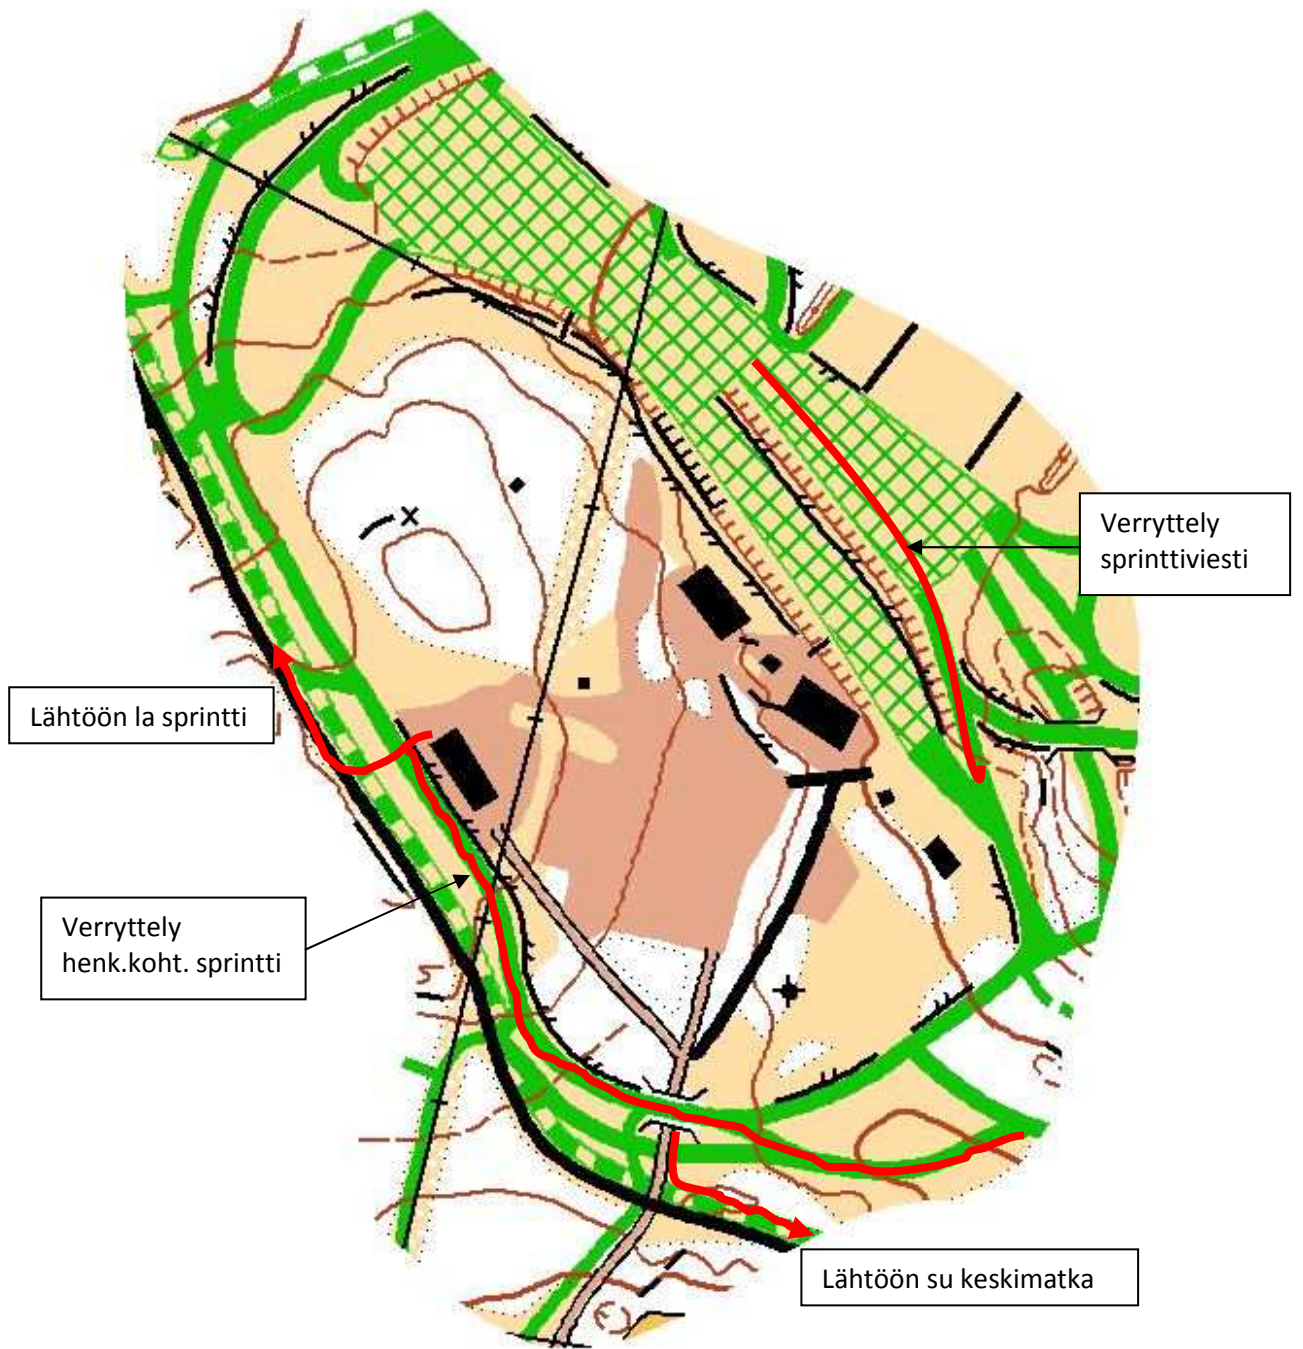 Verryttely
sprinttiviesti
Lähtöön la sprintti
Verryttely
henk.koht. sprintti
Lähtöön su keskimatka